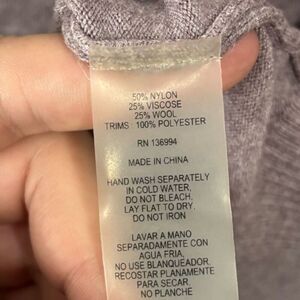 50% NYLON
25% VISCOSE
25% WOOL
TRIMS : 100% POLYESTER
RN 136994
MADE IN CHINA
HAND WASH SEPARATELY
IN COLD WATER,
DO NOT BLEACH.
LAY FLAT TO DRY.
DO NOT IRON
LAVAR A MANO
SEPARADAMENTE CON
AGUA FRIA,
NO USE BLANQUEADOR.
RECOSTAR PLANAMENTE
PARA SECAR.
NO PLANCHE